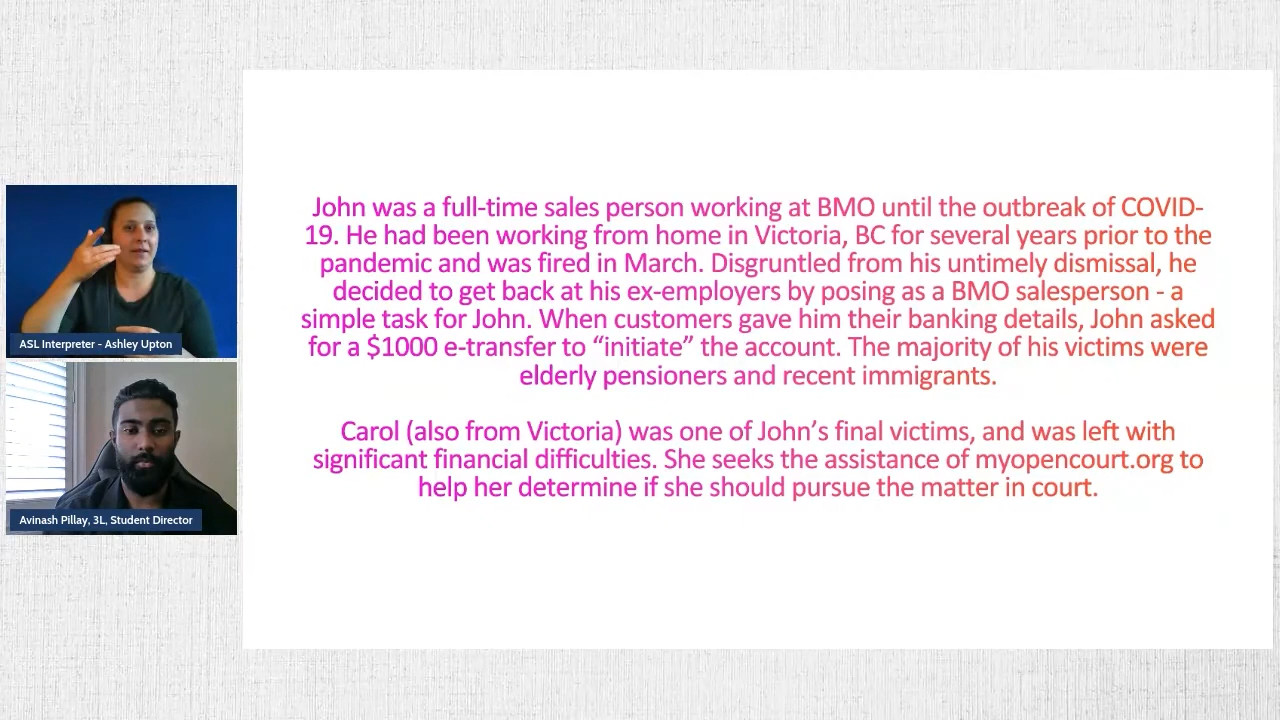 John was a full-time sales person working at BMO until the outbreak of COVID-
19. He had been working from home in Victoria, BC for several years prior to the
pandemic and was fired in March. Disgruntled from his untimely dismissal, he
decided to get back at his ex-employers by posing as a BMO salesperson - a
simple task for John. When customers gave him their banking details, John asked
for a $1000 e-transfer to “initiate” the account. The majority of his victims were
elderly pensioners and recent immigrants.
Carol (also from Victoria) was one of John’s final victims, and was left with
significant financial difficulties. She seeks the assistance of myopencourt.org to
help her determine if she should pursue the matter in court.
ASL Interpreter - Ashley Upton
Avinash Pillay, 3L, Student Director